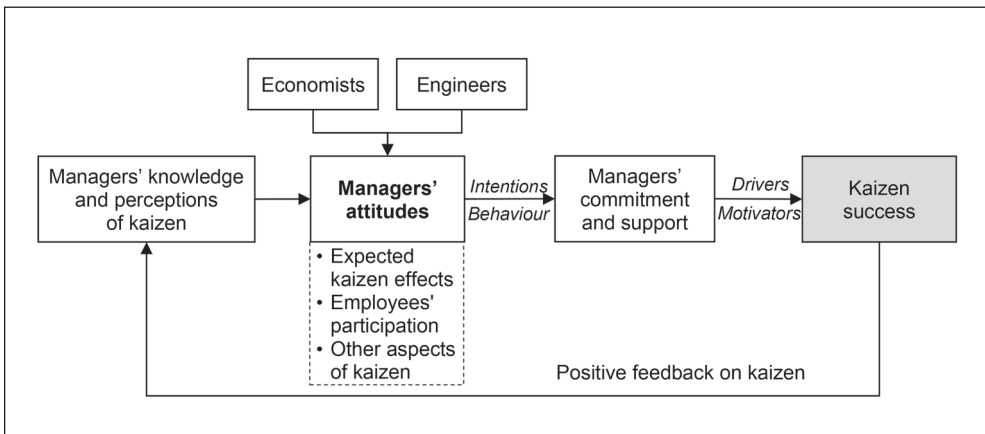 Economists
Engineers
Managers' knowledge
and perceptions
of kaizen
Managers'
attitudes
Intentions
Behaviour
Managers'
commitment
and support
Drivers
Motivators
Kaizen
success
• Expected
kaizen effects
• Employees'
participation
• Other aspects
of kaizen
Positive feedback on kaizen